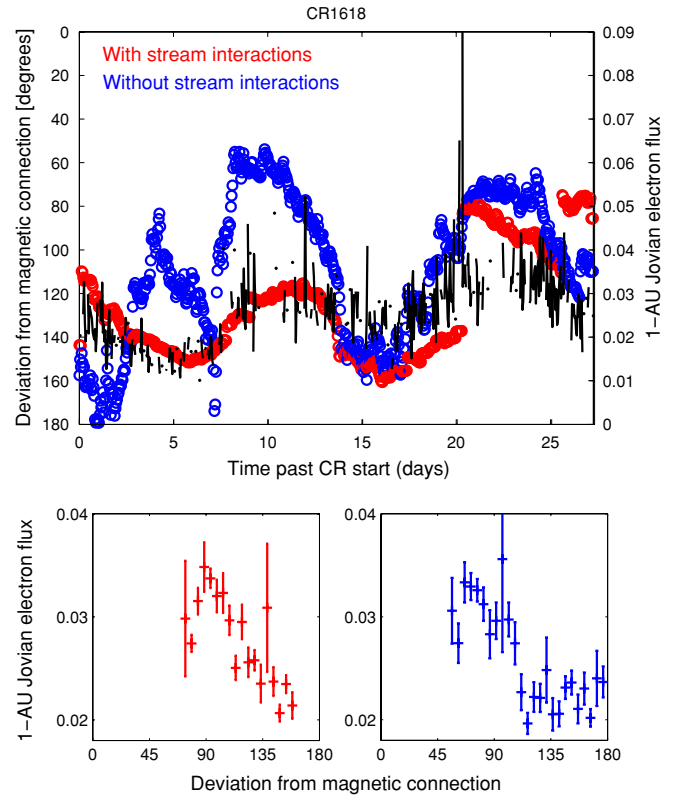 CR1618
With stream interactions
Without stream interactions
Deviation from magnetic connection [degrees]
0
20
40
60
80
100
120
140
160
180
1−AU Jovian electron flux
0.09
0.08
0.07
0.06
0.05
0.04
0.03
0.02
0.01
0
0 5 10 15 20 25
Time past CR start (days)
1−AU Jovian electron flux
0.04
0.03
0.02
0 45 90 135 180
0.04
0.03
0.02
0 45 90 135 180
Deviation from magnetic connection